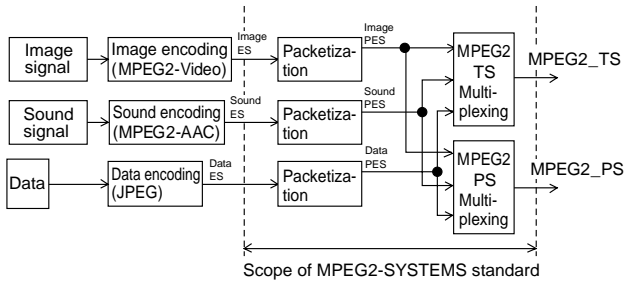 Image
signal
Image encoding
(MPEG2-Video)
Image
ES
Packetiza-
tion
Image
PES
MPEG2
TS
Multi-
plexing
MPEG2_TS
Sound
signal
Sound encoding
(MPEG2-AAC)
Sound
ES
Packetiza-
tion
Sound
PES
Data
Data encoding
(JPEG)
Data
ES
Packetiza-
tion
Data
PES
MPEG2
PS
Multi-
plexing
MPEG2_PS
Scope of MPEG2-SYSTEMS standard